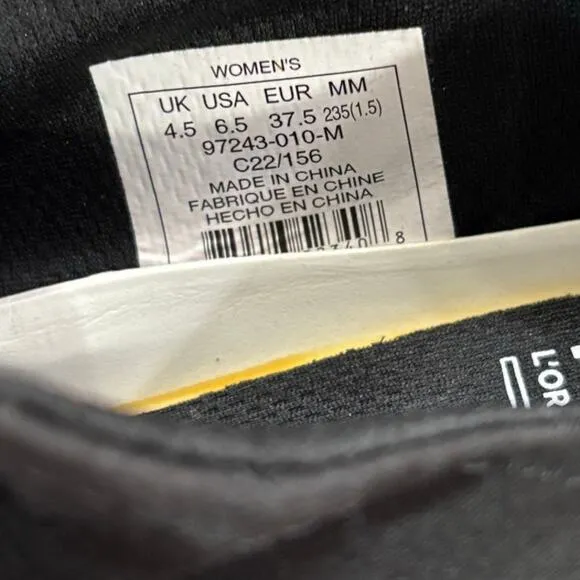 WOMEN'S
UK USA EUR MM
4.5 6.5 37.5 235(1.5)
97243-010-M
C22/156
MADE IN CHINA
FABRIQUE EN CHINE
HECHO EN CHINA
8
L'OR